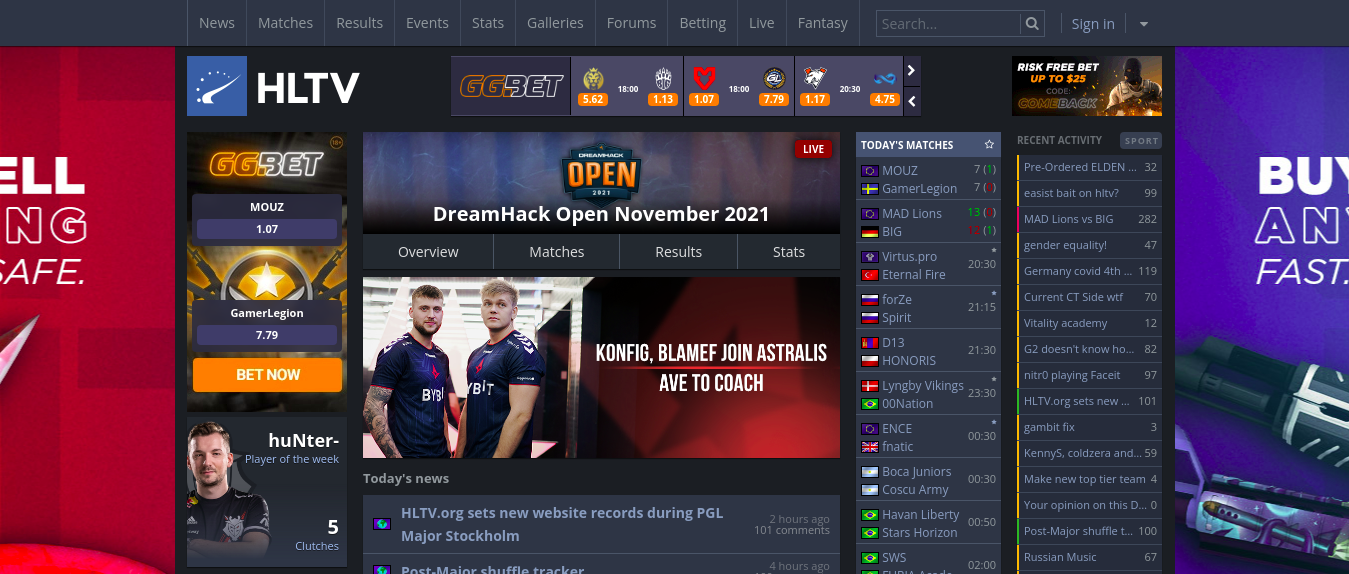 News Matches Results Events Stats Galleries Forums Betting Live Fantasy Search... Sign in
HLTV
GG.BET
5.62 18:00 1.13
1.07 18:00 7.79
1.17 20:30 4.75
RISK FREE BET
UP TO $25
CODE:
COMEBACK
ELL
NG
SAFE.
GG.BET
18+
MOUZ
1.07
GamerLegion
7.79
BET NOW
huNter-
Player of the week
5
Clutches
LIVE
DREAMHACK
OPEN
2021
DreamHack Open November 2021
Overview Matches Results Stats
KONFIG, BLAMEF JOIN ASTRALIS
AVE TO COACH
Today's news
HLTV.org sets new website records during PGL
Major Stockholm
2 hours ago
101 comments
Post-Major shuffle tracker
4 hours ago
TODAY'S MATCHES
MOUZ 7 (1)
GamerLegion 7
MAD Lions 13
BIG (1)
Virtus.pro *
20:30
Eternal Fire
forZe *
21:15
Spirit
D13
21:30
HONORIS
Lyngby Vikings *
23:30
00Nation
ENCE *
00:30
fnatic
Boca Juniors
00:30
Coscu Army
Havan Liberty
00:50
Stars Horizon
SWS
02:00
RECENT ACTIVITY SPORT
Pre-Ordered ELDEN ... 32
easist bait on hltv? 99
MAD Lions vs BIG 282
gender equality! 47
Germany covid 4th ... 119
Current CT Side wtf 70
Vitality academy 12
G2 doesn't know ho... 82
nitr0 playing Faceit 97
HLTV.org sets new ... 101
gambit fix 3
KennyS, coldzera and... 59
Make new top tier team 4
Your opinion on this D... 0
Post-Major shuffle t... 100
Russian Music 67
BUY
ANY
FAST.